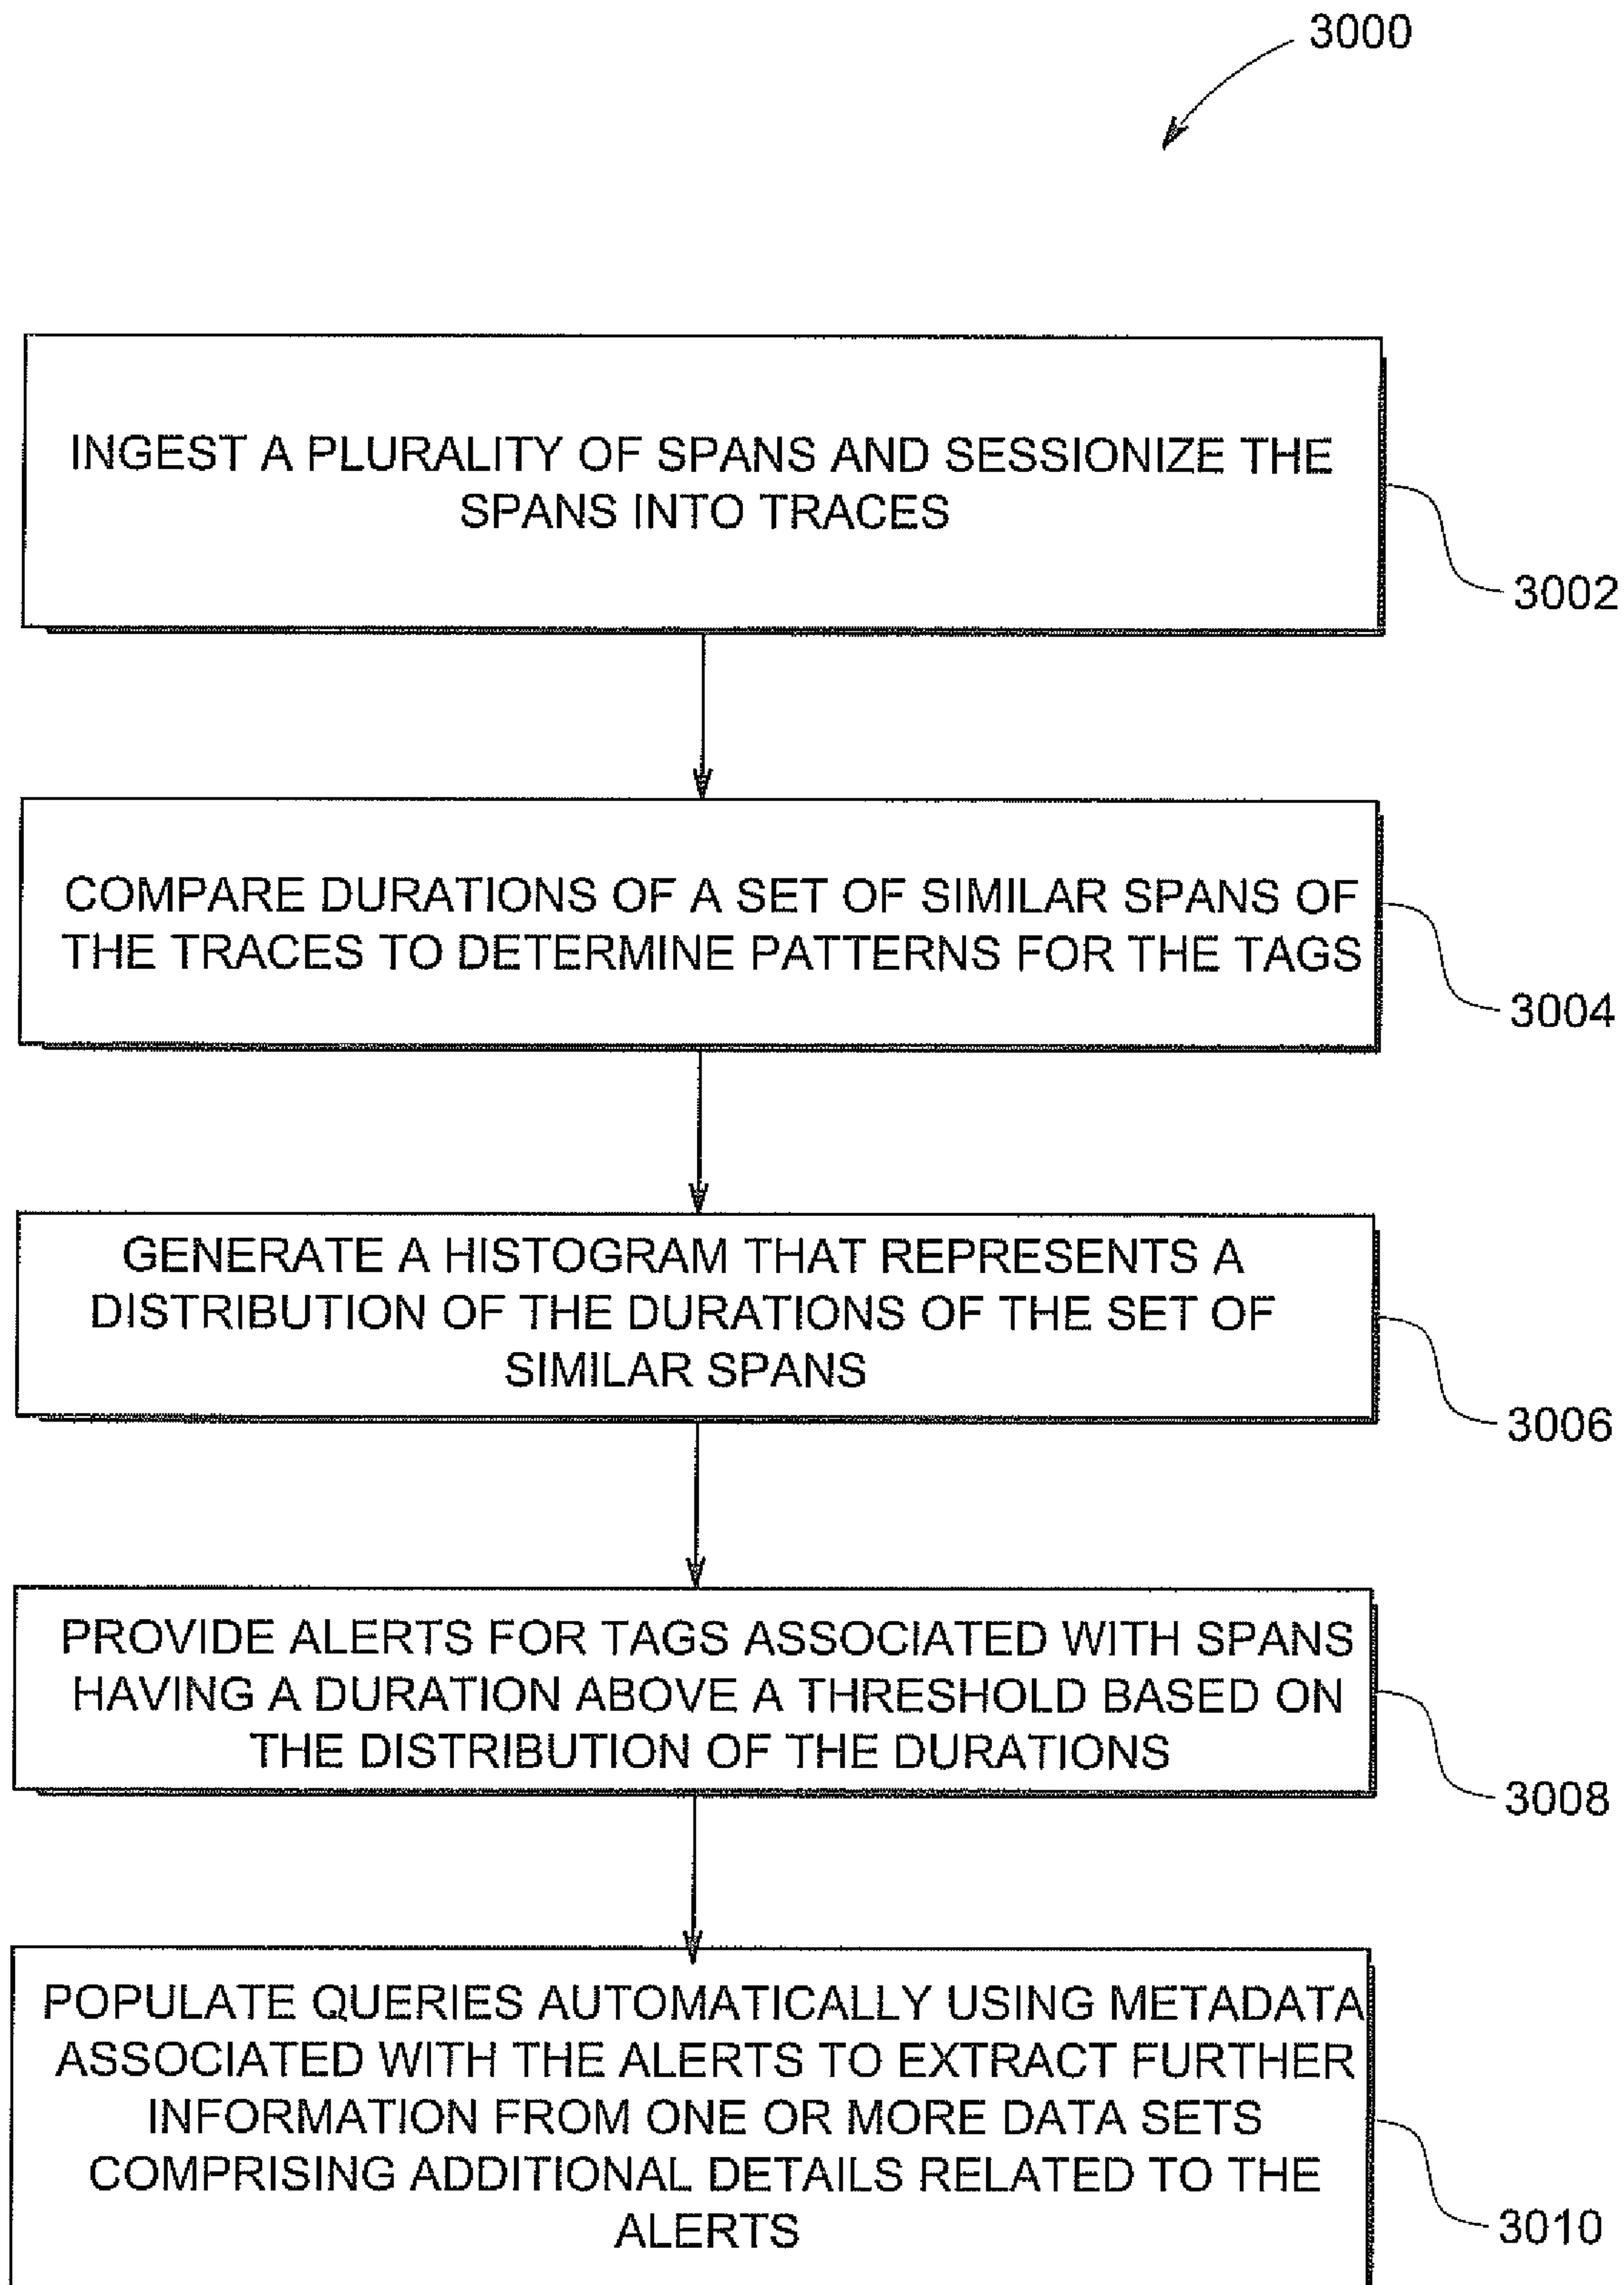 3000
INGEST A PLURALITY OF SPANS AND SESSIONIZE THE
SPANS INTO TRACES
3002
COMPARE DURATIONS OF A SET OF SIMILAR SPANS OF
THE TRACES TO DETERMINE PATTERNS FOR THE TAGS
3004
GENERATE A HISTOGRAM THAT REPRESENTS A
DISTRIBUTION OF THE DURATIONS OF THE SET OF
SIMILAR SPANS
3006
PROVIDE ALERTS FOR TAGS ASSOCIATED WITH SPANS
HAVING A DURATION ABOVE A THRESHOLD BASED ON
THE DISTRIBUTION OF THE DURATIONS
3008
POPULATE QUERIES AUTOMATICALLY USING METADATA
ASSOCIATED WITH THE ALERTS TO EXTRACT FURTHER
INFORMATION FROM ONE OR MORE DATA SETS
COMPRISING ADDITIONAL DETAILS RELATED TO THE
ALERTS
3010